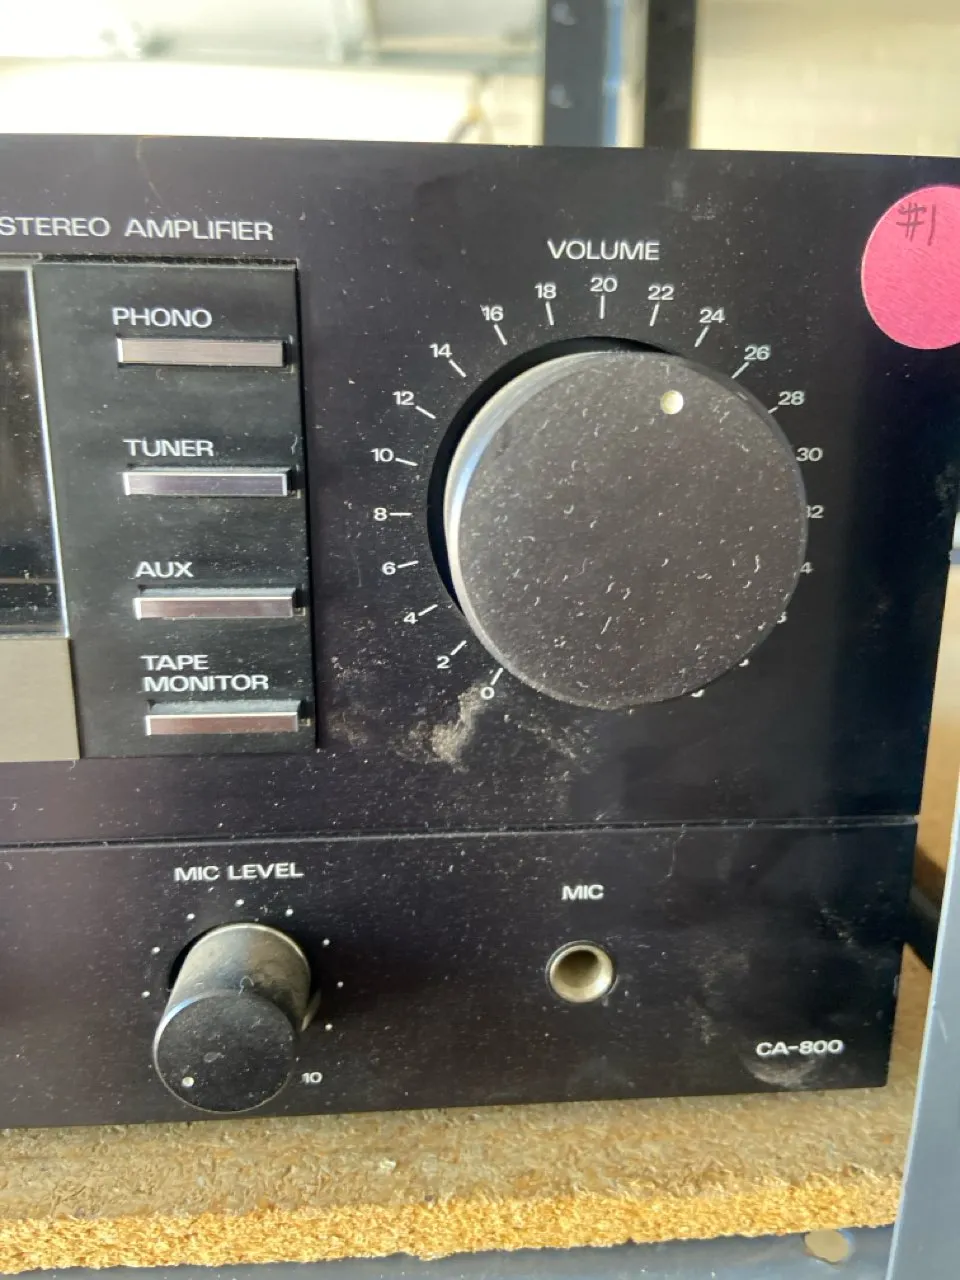 STEREO AMPLIFIER
#1
VOLUME
0
2
4
6
8
10
12
14
16
18
20
22
24
26
28
30
PHONO
TUNER
AUX
TAPE
MONITOR
MIC LEVEL
10
MIC
CA-800